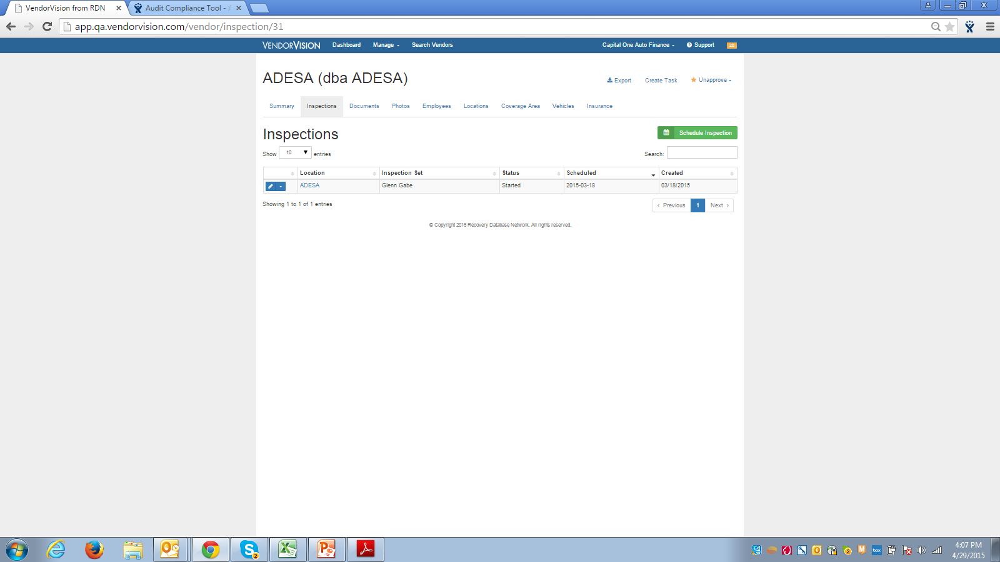 VendorVision from RDN
Audit Compliance Tool - A
app.qa.vendorvision.com/vendor/inspection/31
VENDORVISION Dashboard Manage Search Vendors Capital One Auto Finance Support 20
ADESA (dba ADESA)
Export Create Task Unapprove
Summary Inspections Documents Photos Employees Locations Coverage Area Vehicles Insurance
Inspections
Schedule Inspection
Show 10 entries Search:
Location Inspection Set Status Scheduled Created
ADESA Glenn Gabe Started 2015-03-18 03/18/2015
Showing 1 to 1 of 1 entries
‹ Previous 1 Next ›
© Copyright 2015 Recovery Database Network. All rights reserved.
2
box
2
4:07 PM
4/29/2015